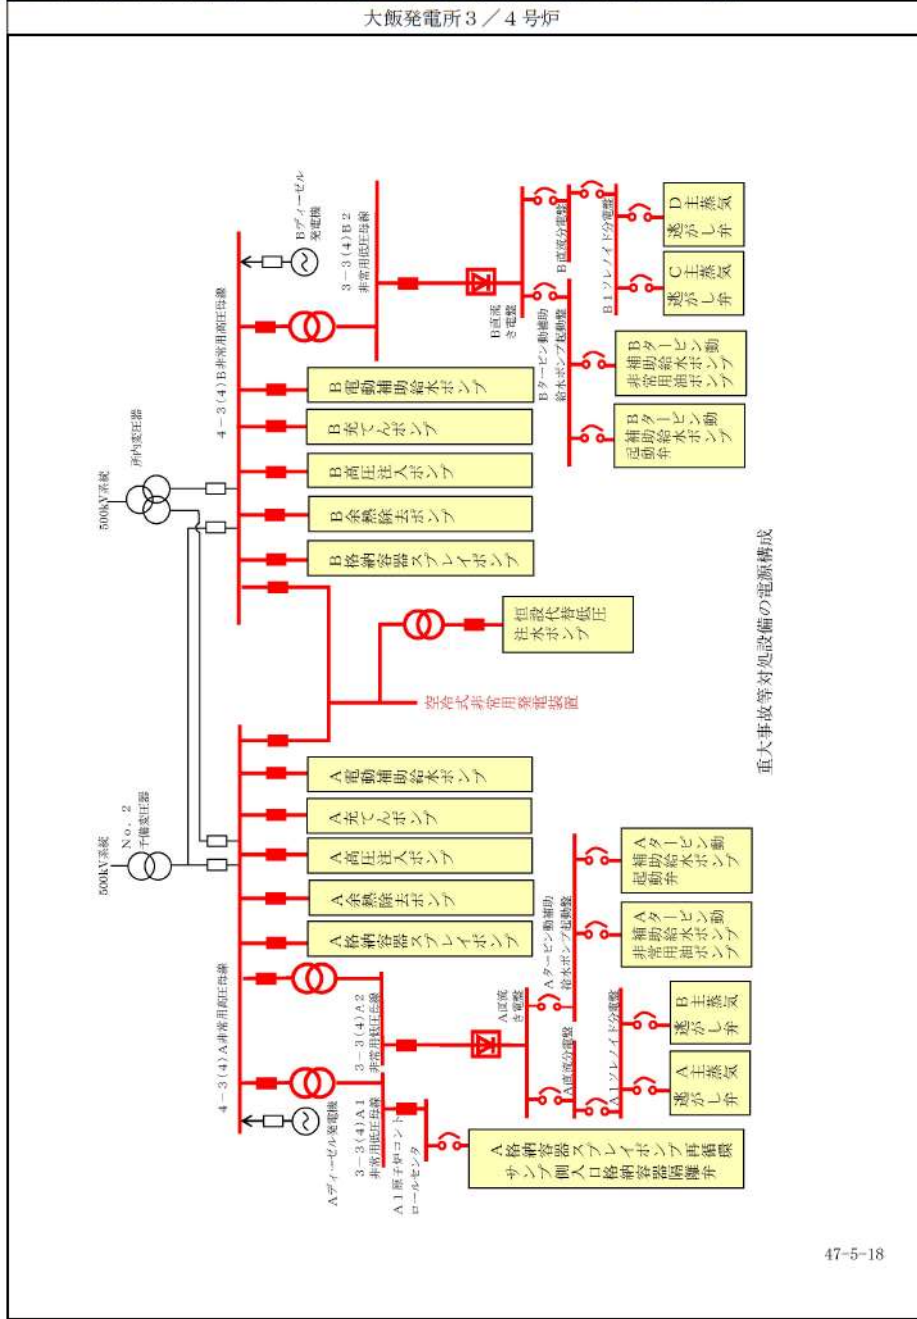 大飯発電所3／4号炉
500kV系統
No．2
予備変圧器
500kV系統
所内変圧器
4－3(4)A非常用高圧母線
4－3(4)B非常用高圧母線
Aディーゼル発電機
Bディーゼル
発電機
3－3(4)A1
非常用低圧母線
3－3(4)A2
非常用低圧母線
3－3(4)B2
非常用低圧母線
A1原子炉コント
ロールセンタ
A格納容器スプレイポンプ
A余熱除去ポンプ
A高圧注入ポンプ
A充てんポンプ
A電動補助給水ポンプ
B格納容器スプレイポンプ
B余熱除去ポンプ
B高圧注入ポンプ
B充てんポンプ
B電動補助給水ポンプ
空冷式非常用発電装置
恒設代替低圧
注水ポンプ
A直流
き電盤
A直流分電盤
A1ソレノイド分電盤
Aタービン動補助
給水ポンプ起動盤
B直流
き電盤
B直流分電盤
B1ソレノイド分電盤
Bタービン動補助
給水ポンプ起動盤
A格納容器スプレイポンプ再循環
サンプ側入口格納容器隔離弁
A主蒸気
逃がし弁
B主蒸気
逃がし弁
Aタービン動
補助給水ポンプ
非常用油ポンプ
Aタービン動
補助給水ポンプ
起動弁
Bタービン動
補助給水ポンプ
起動弁
Bタービン動
補助給水ポンプ
非常用油ポンプ
C主蒸気
逃がし弁
D主蒸気
逃がし弁
重大事故等対処設備の電源構成
47-5-18